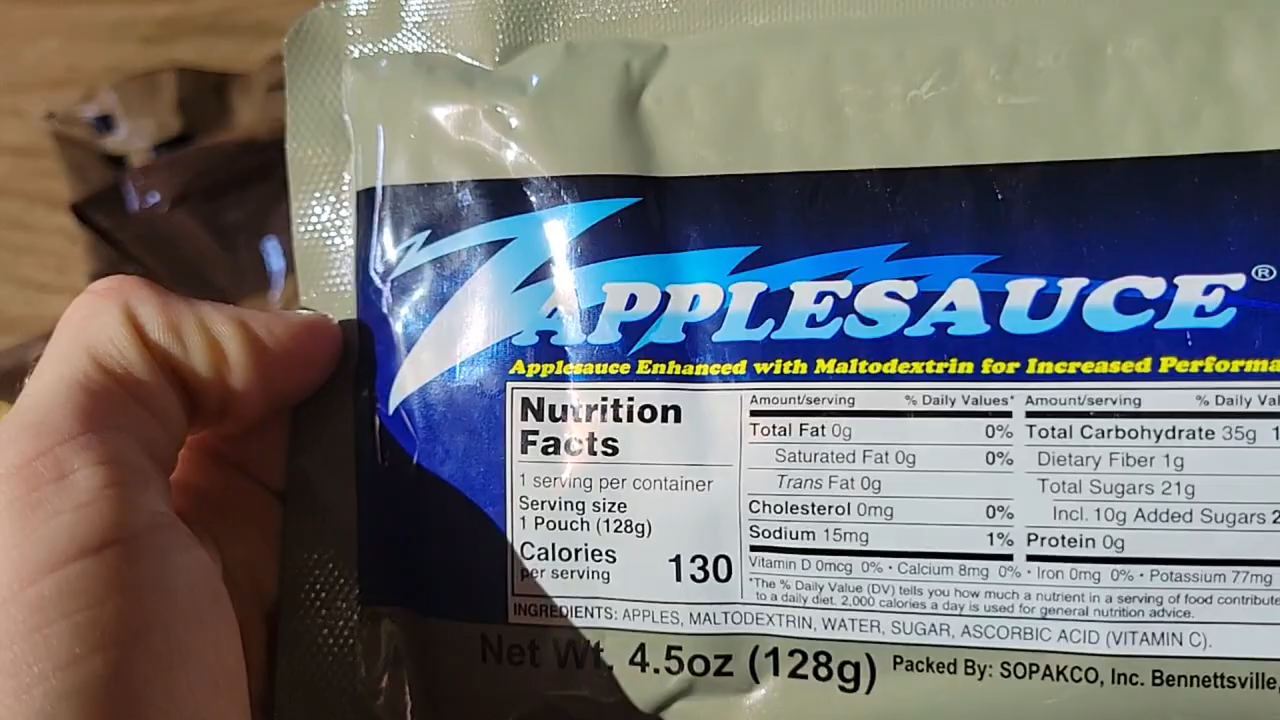 ZAPPLESAUCE®
Applesauce Enhanced with Maltodextrin for Increased
Nutrition
Facts
1 serving per container
Serving size
1 Pouch (128g)
Calories
per serving 130
Amount/serving % Daily Values*
Total Fat 0g 0%
Saturated Fat 0g 0%
Trans Fat 0g
Cholesterol 0mg 0%
Sodium 15mg 1%
Amount/serving % Daily
Total Carbohydrate 35g
Dietary Fiber 1g
Total Sugars 21g
Incl. 10g Added Sugars
Protein 0g
Vitamin D 0mcg 0% • Calcium 8mg 0% • Iron 0mg 0% • Potassium 77mg
*The % Daily Value (DV) tells you how much a nutrient in a serving of food
to a daily diet. 2,000 calories a day is used for general nutrition advice.
INGREDIENTS: APPLES, MALTODEXTRIN, WATER, SUGAR, ASCORBIC ACID (VITAMIN C).
Net Wt. 4.5oz (128g) Packed By: SOPAKCO, Inc. Bennettsville,